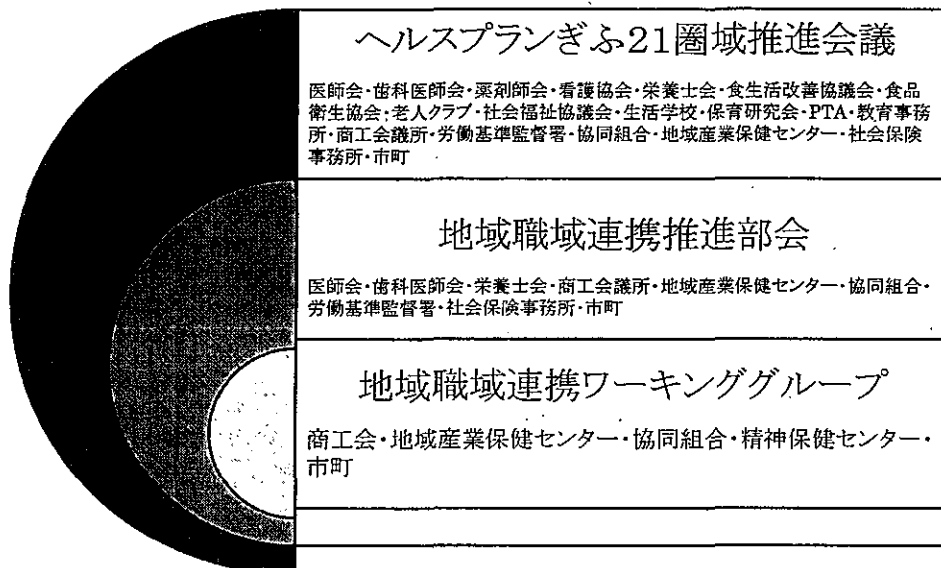 ヘルスプランぎふ21圏域推進会議
医師会・歯科医師会・薬剤師会・看護協会・栄養士会・食生活改善協議会・食品
衛生協会・老人クラブ・社会福祉協議会・生活学校・保育研究会・PTA・教育事務
所・商工会議所・労働基準監督署・協同組合・地域産業保健センター・社会保険
事務所・市町
地域職域連携推進部会
医師会・歯科医師会・栄養士会・商工会議所・地域産業保健センター・協同組合・
労働基準監督署・社会保険事務所・市町
地域職域連携ワーキンググループ
商工会・地域産業保健センター・協同組合・精神保健センター・
市町